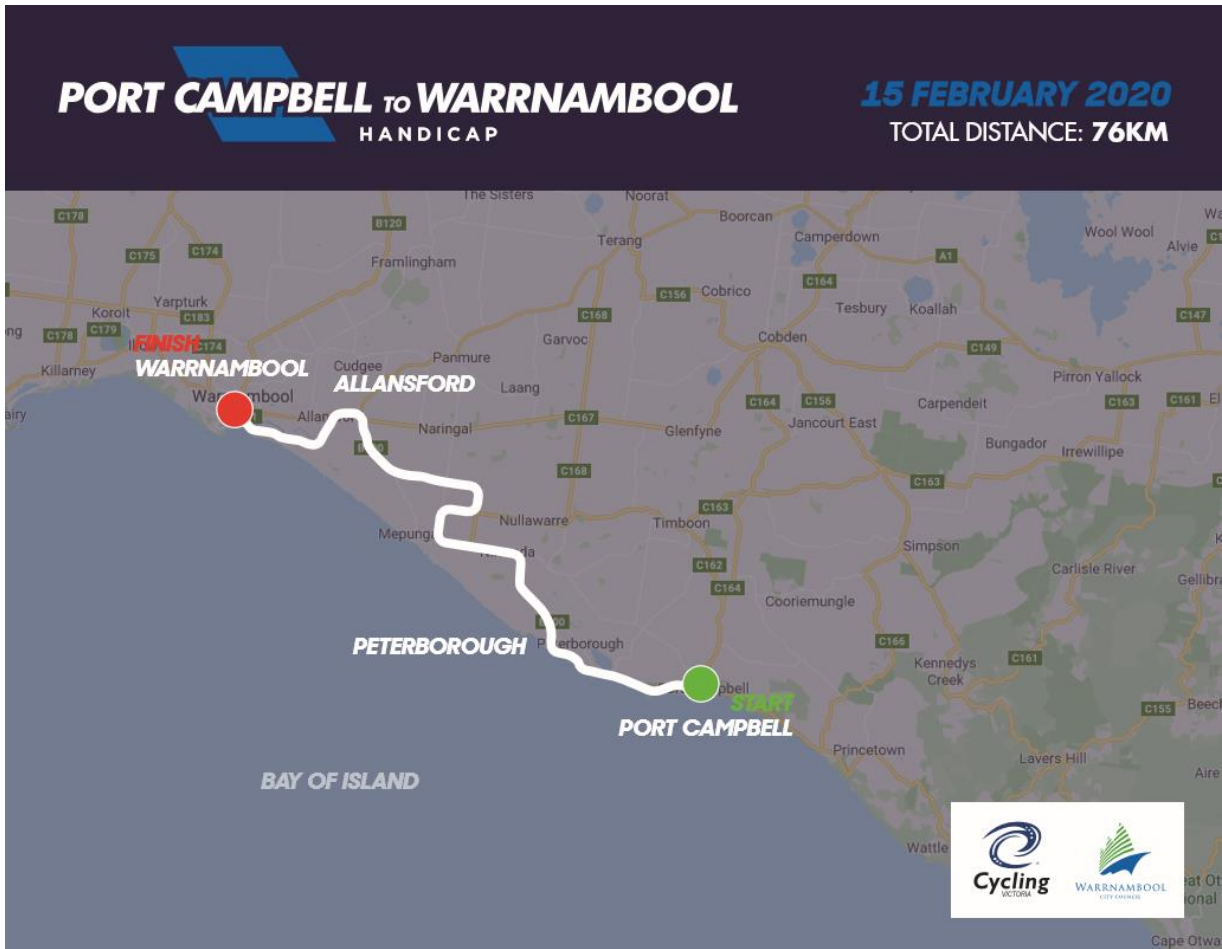 PORT CAMPBELL TO WARRNAMBOOL
HANDICAP
15 FEBRUARY 2020
TOTAL DISTANCE: 76KM
The Sisters
Noorat
C178
B120
Boorcan
Camperdown
Wool Wool
Alvie
Terang
C175
C174
A1
Framlingham
C164
C156
Cobrico
Tesbury
Koallah
Yarpturk
Koroit
C183
C168
C147
C178
C179
C174
Cobden
FINISH
WARRNAMBOOL
Garvoc
C149
Killarney
Cudgee
Panmure
Laang
Pirron Yallock
ALLANSFORD
C163
C161
C164
C156
Carpendeit
Naringal
C167
Glenfyne
Jancourt East
Bungador
Irrewillipe
C168
C163
C163
Nullawarre
Timboon
Simpson
C162
Carlisle River
C164
Cooriemungle
PETERBOROUGH
Peterborough
C166
C161
Kennedys
Creek
START
PORT CAMPBELL
C155
Princetown
Lavers Hill
Aire
BAY OF ISLAND
Wattle
Cycling
VICTORIA
WARRNAMBOOL
CITY COUNCIL
Cape Otwa